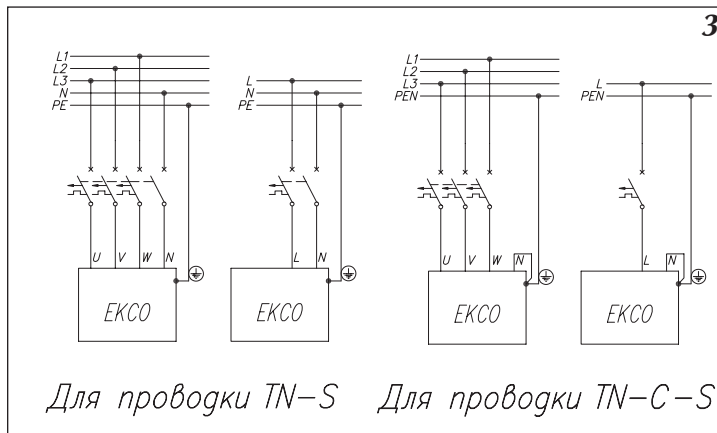 3
L1
L2
L3
N
PE
L
N
PE
L1
L2
L3
PEN
L
PEN
U V W N
L N
U V W N
L N
EKCO
EKCO
EKCO
EKCO
Для проводки TN-S
Для проводки TN-C-S